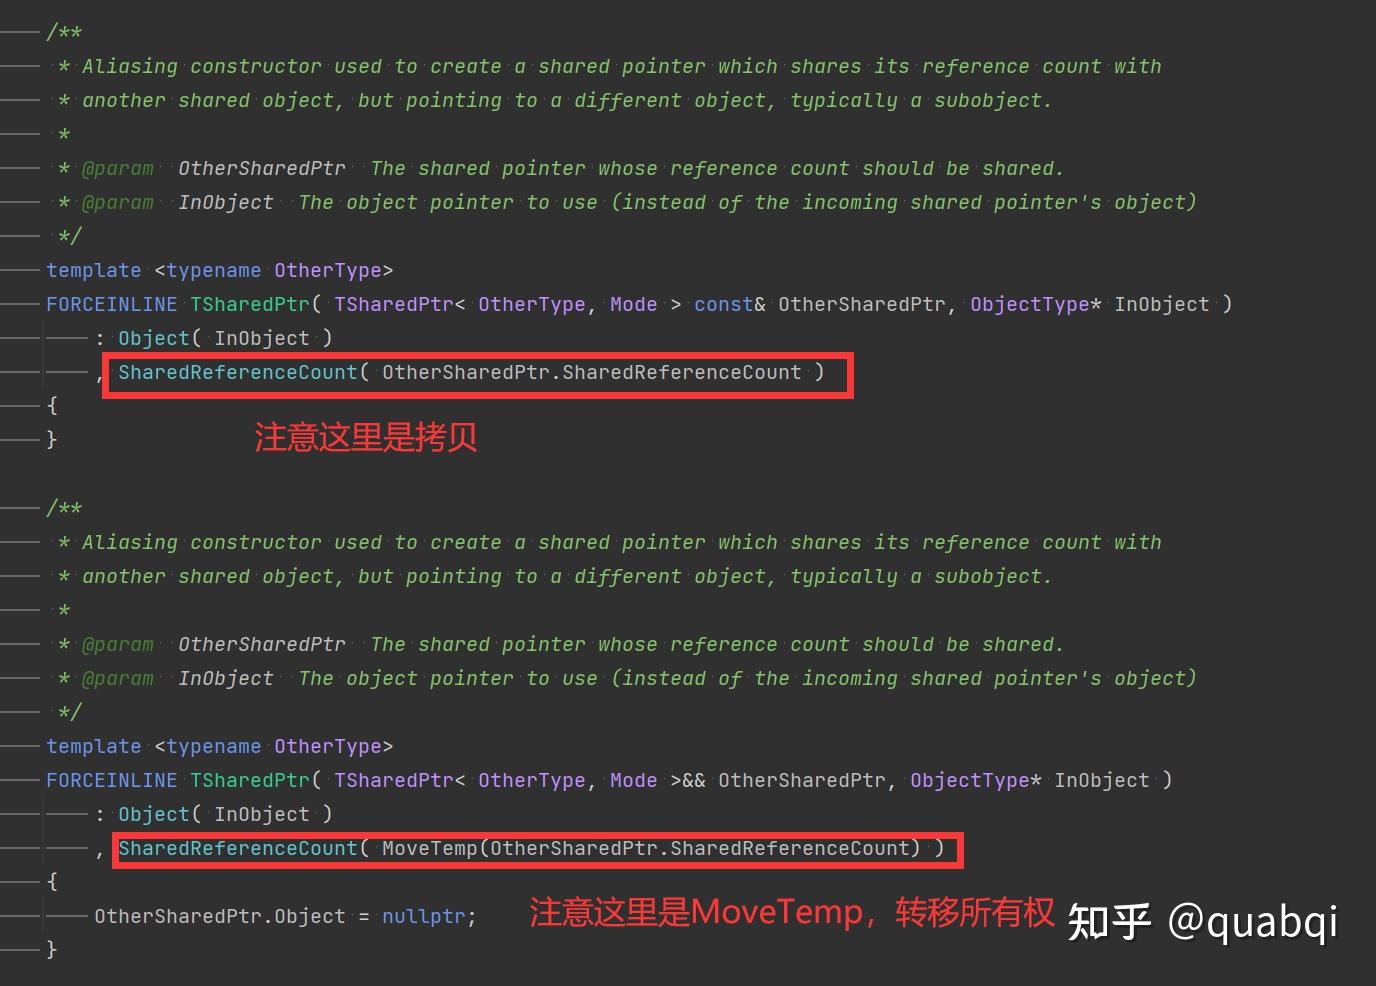 /**
* Aliasing constructor used to create a shared pointer which shares its reference count with
* another shared object, but pointing to a different object, typically a subobject.
*
* @param OtherSharedPtr The shared pointer whose reference count should be shared.
* @param InObject The object pointer to use (instead of the incoming shared pointer's object)
*/
template <typename OtherType>
FORCEINLINE TSharedPtr( TSharedPtr< OtherType, Mode > const& OtherSharedPtr, ObjectType* InObject )
: Object( InObject )
, SharedReferenceCount( OtherSharedPtr.SharedReferenceCount )
{
}
注意这里是拷贝
/**
* Aliasing constructor used to create a shared pointer which shares its reference count with
* another shared object, but pointing to a different object, typically a subobject.
*
* @param OtherSharedPtr The shared pointer whose reference count should be shared.
* @param InObject The object pointer to use (instead of the incoming shared pointer's object)
*/
template <typename OtherType>
FORCEINLINE TSharedPtr( TSharedPtr< OtherType, Mode >&& OtherSharedPtr, ObjectType* InObject )
: Object( InObject )
, SharedReferenceCount( MoveTemp(OtherSharedPtr.SharedReferenceCount) )
{
OtherSharedPtr.Object = nullptr; 注意这里是MoveTemp，转移所有权
}
知乎 @quabqi